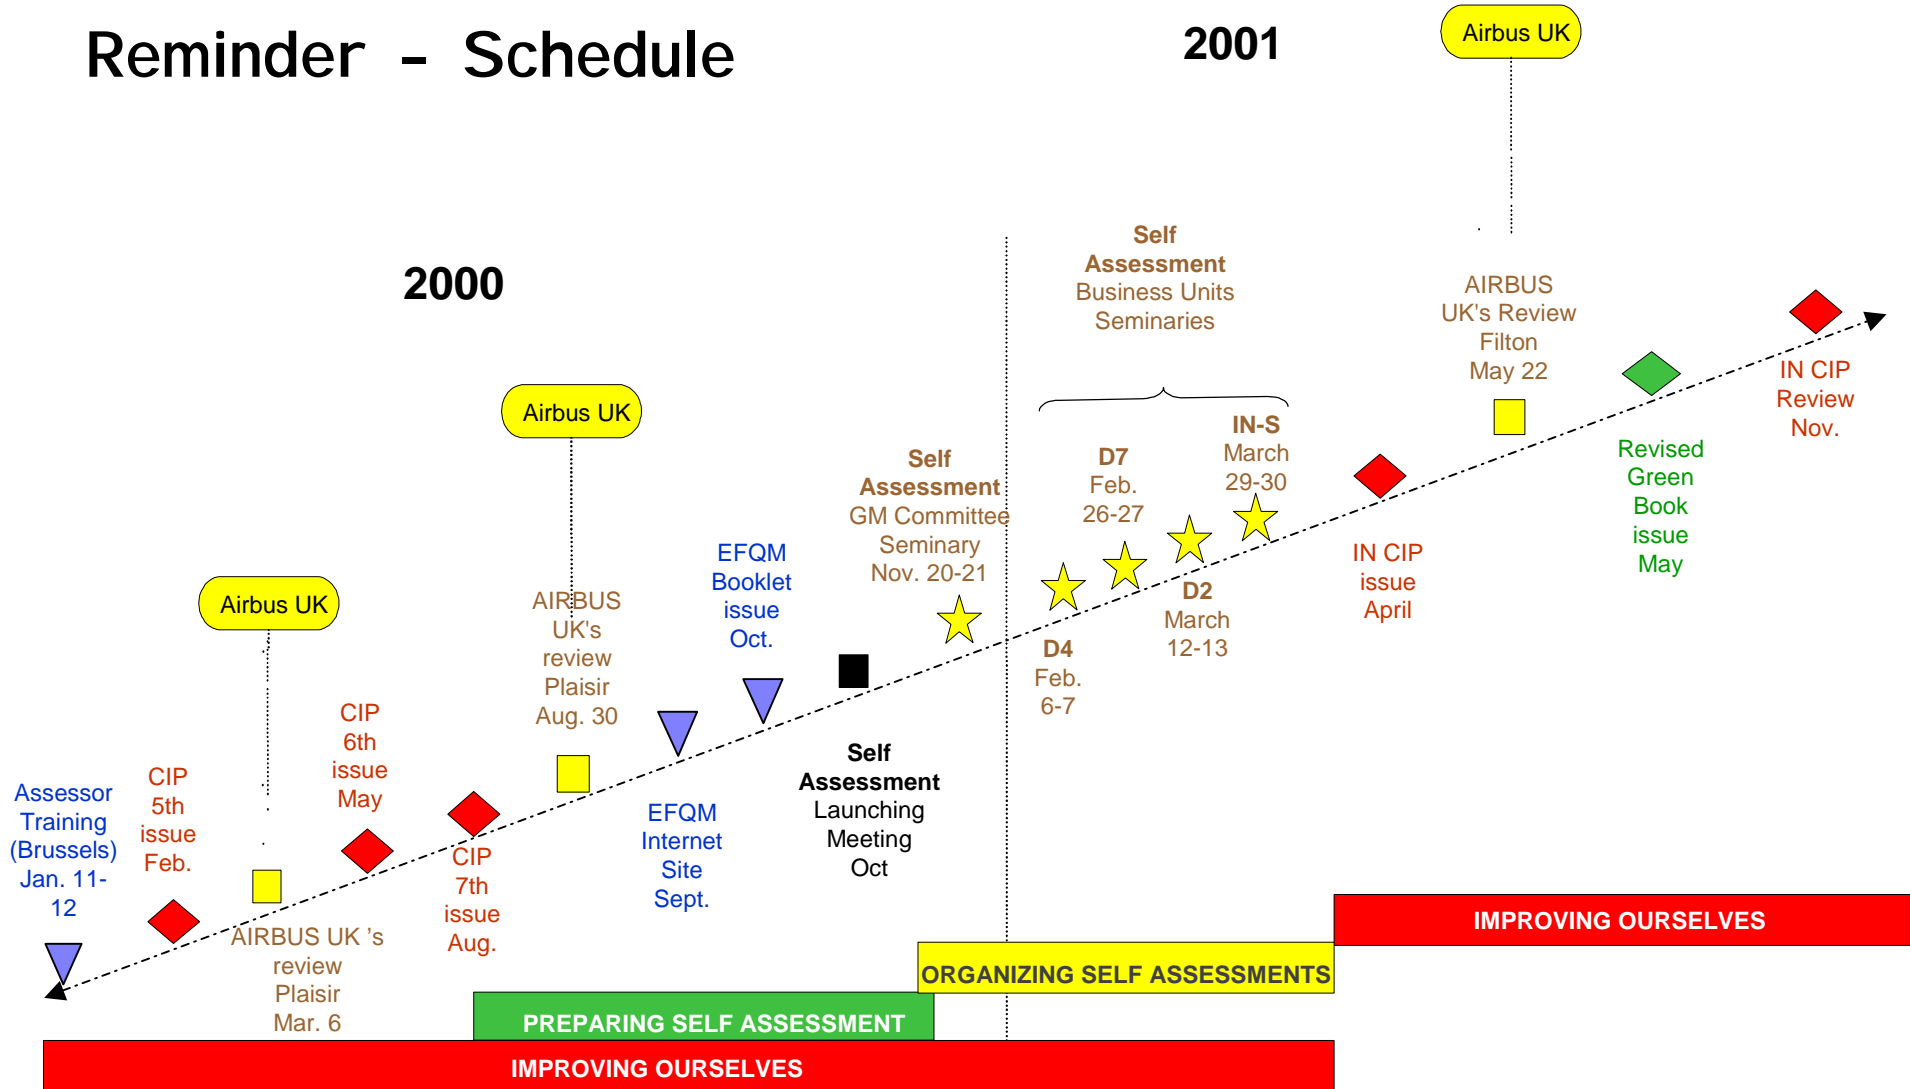 Reminder - Schedule
2001
Airbus UK
2000
Self
Assessment
Business Units
Seminaries
AIRBUS
UK's Review
Filton
May 22
Airbus UK
IN CIP
Review
Nov.
IN-S
March
29-30
D7
Feb.
26-27
Self
Assessment
GM Committee
Seminary
Nov. 20-21
Revised
Green
Book
issue
May
EFQM
Booklet
issue
Oct.
IN CIP
issue
April
Airbus UK
AIRBUS
UK's
review
Plaisir
Aug. 30
D2
March
12-13
D4
Feb.
6-7
CIP
6th
issue
May
Self
Assessment
Launching
Meeting
Oct
CIP
5th
issue
Feb.
Assessor
Training
(Brussels)
Jan. 11-
12
EFQM
Internet
Site
Sept.
CIP
7th
issue
Aug.
AIRBUS UK 's
review
Plaisir
Mar. 6
IMPROVING OURSELVES
ORGANIZING SELF ASSESSMENTS
PREPARING SELF ASSESSMENT
IMPROVING OURSELVES